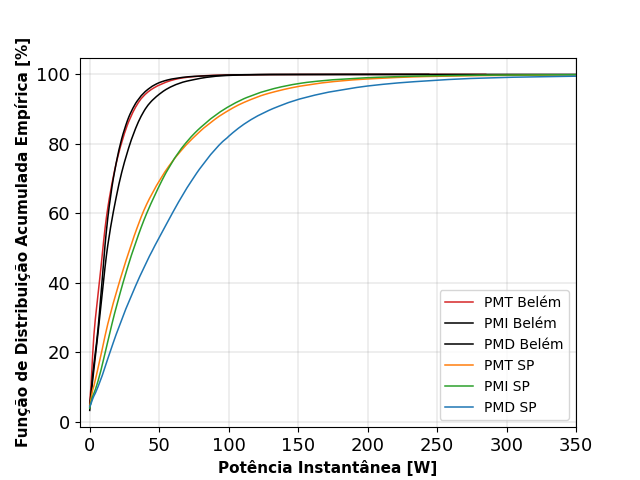 Função de Distribuição Acumulada Empírica [%]
100
80
60
40
20
0
PMT Belém
PMI Belém
PMD Belém
PMT SP
PMI SP
PMD SP
0 50 100 150 200 250 300 350
Potência Instantânea [W]